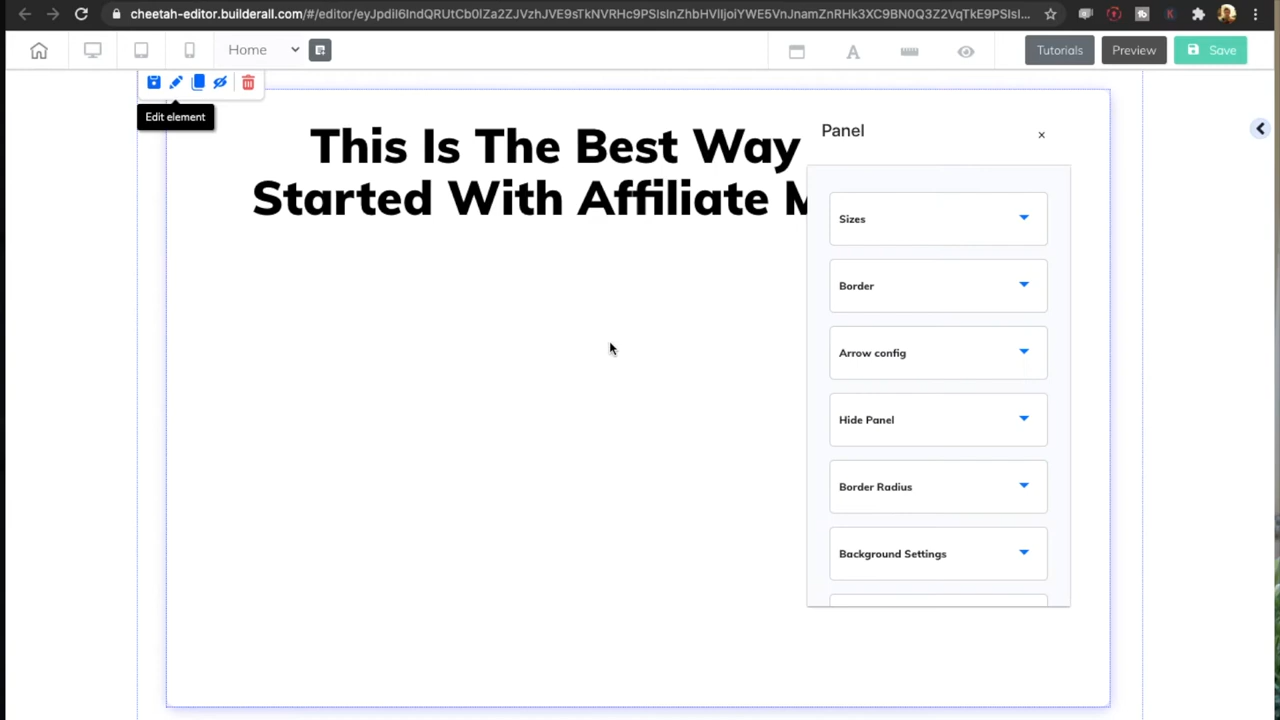 cheetah-editor.builderall.com/#/editor/eyJpdiI6IndQRUtCb0lZa2ZJVzhJVE9sTkNVRHc9PSIsInZhbHVlIjoiYWE5VnJnamZnRHk3XC9BN0Q3Z2VqTkE9PSIsI...
Home
Tutorials
Preview
Save
Edit element
This Is The Best Way
Started With Affiliate M
Panel
×
Sizes
Border
Arrow config
Hide Panel
Border Radius
Background Settings